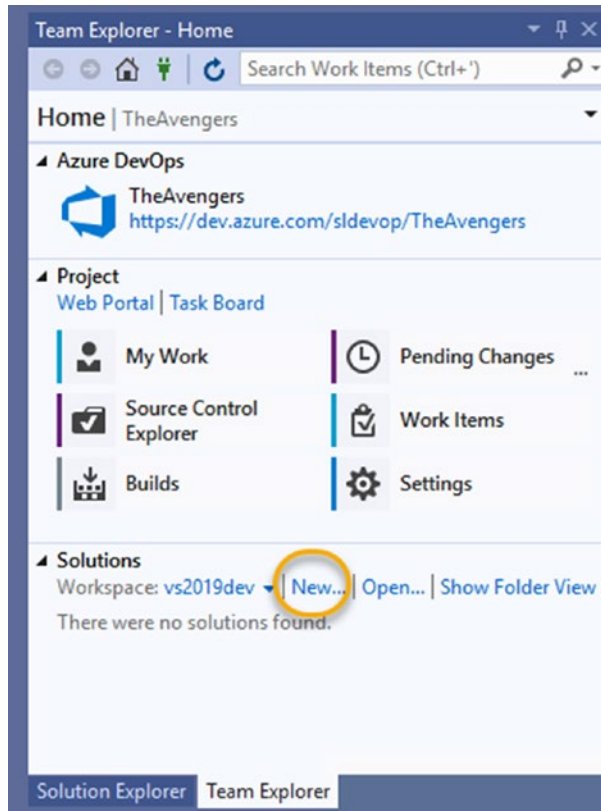 Team Explorer - Home
Search Work Items (Ctrl+')
Home | TheAvengers
Azure DevOps
TheAvengers
https://dev.azure.com/sldevop/TheAvengers
Project
Web Portal | Task Board
My Work
Pending Changes ...
Source Control
Explorer
Work Items
Builds
Settings
Solutions
Workspace: vs2019dev | New... | Open... | Show Folder View
There were no solutions found.
Solution Explorer Team Explorer